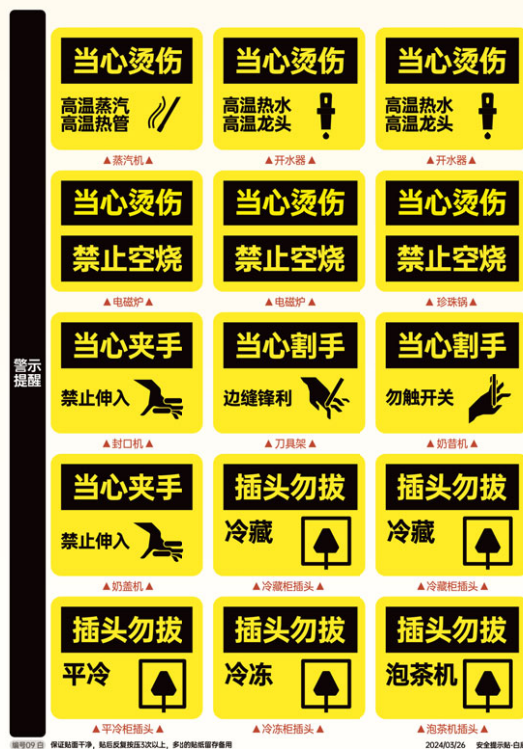 警示
提醒
当心烫伤
高温蒸汽
高温热管
▲蒸汽机▲
当心烫伤
高温热水
高温龙头
▲开水器▲
当心烫伤
高温热水
高温龙头
▲开水器▲
当心烫伤
禁止空烧
▲电磁炉▲
当心烫伤
禁止空烧
▲电磁炉▲
当心烫伤
禁止空烧
▲珍珠锅▲
当心夹手
禁止伸入
▲封口机▲
当心割手
边缝锋利
▲刀具架▲
当心割手
勿触开关
▲奶昔机▲
当心夹手
禁止伸入
▲奶盖机▲
插头勿拔
冷藏
▲冷藏柜插头▲
插头勿拔
冷藏
▲冷藏柜插头▲
插头勿拔
平冷
▲平冷柜插头▲
插头勿拔
冷冻
▲冷冻柜插头▲
插头勿拔
泡茶机
▲泡茶机插头▲
编号09 白 保证贴面干净，贴后反复按压3次以上，多的贴纸留存备用
2024/03/26 安全提示贴-白